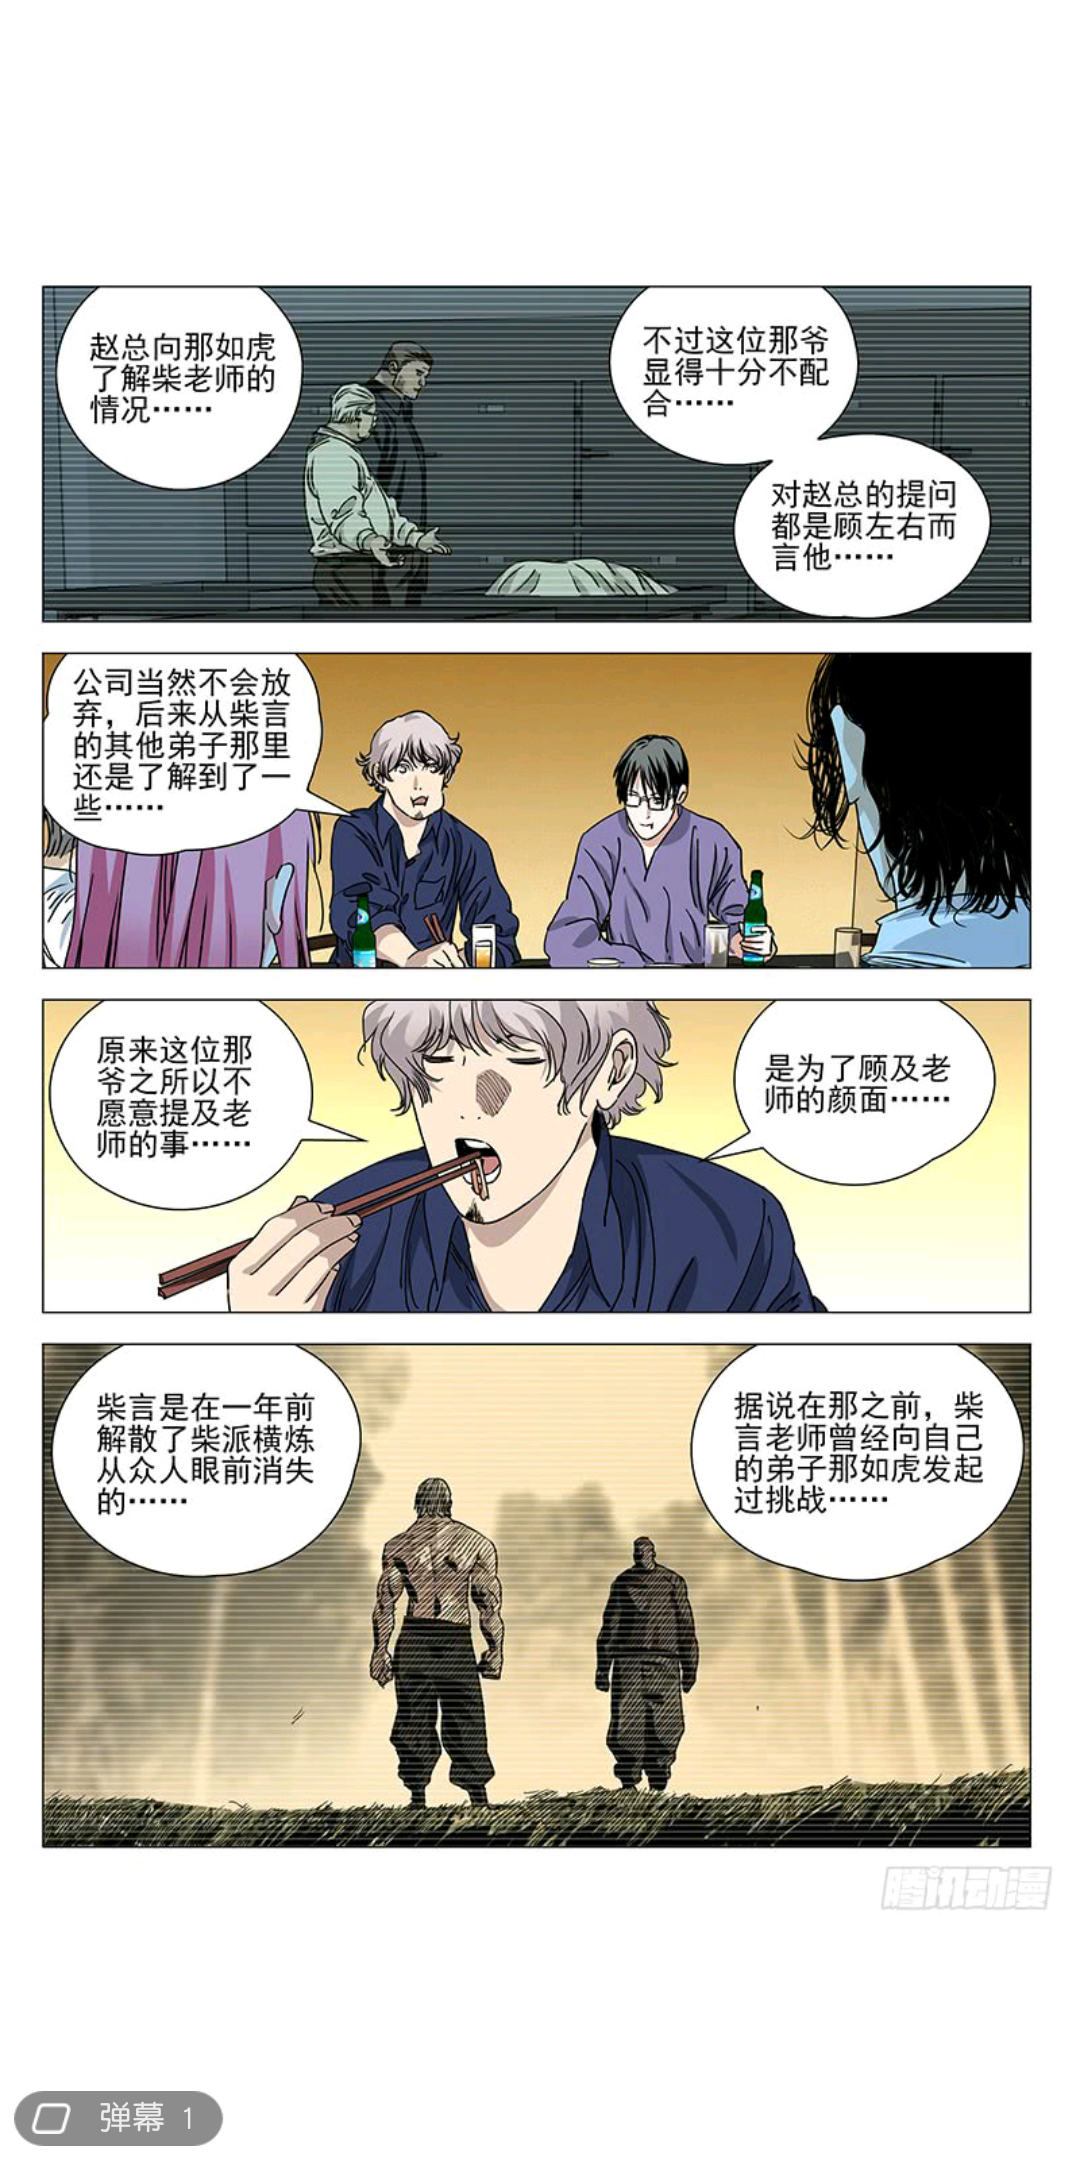 赵总向那如虎
了解柴老师的
情况······
不过这位那爷
显得十分不配
合······
对赵总的提问
都是顾左右而
言他······
公司当然不会放
弃，后来从柴言
的其他弟子那里
还是了解到了一
些······
原来这位那
爷之所以不
愿意提及老
师的事······
是为了顾及老
师的颜面······
柴言是在一年前
解散了柴派横炼
从众人眼前消失
的······
据说在那之前，柴
言老师曾经向自己
的弟子那如虎发起
过挑战······
腾讯动漫
弹幕 1